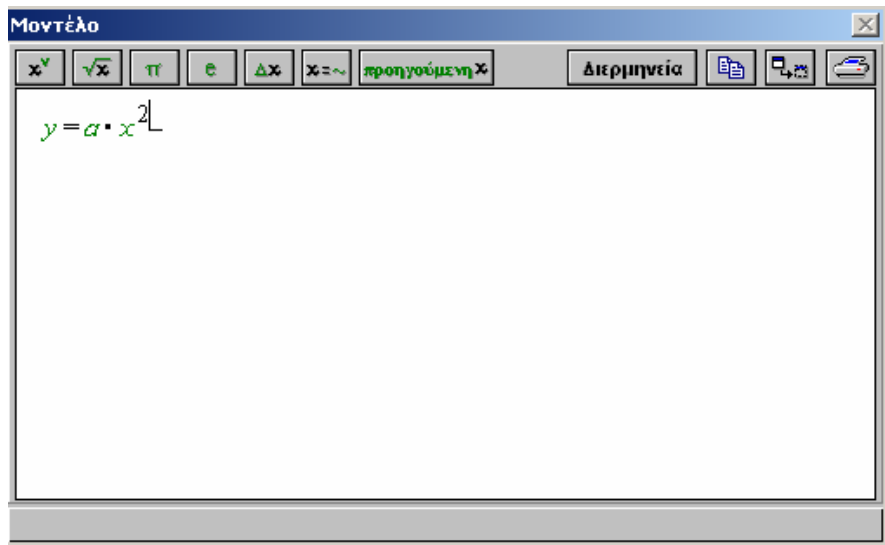 Μοντέλο
xʸ √x π e Δx x=~ προηγούμενη x Διερμηνεία
y = a · x²